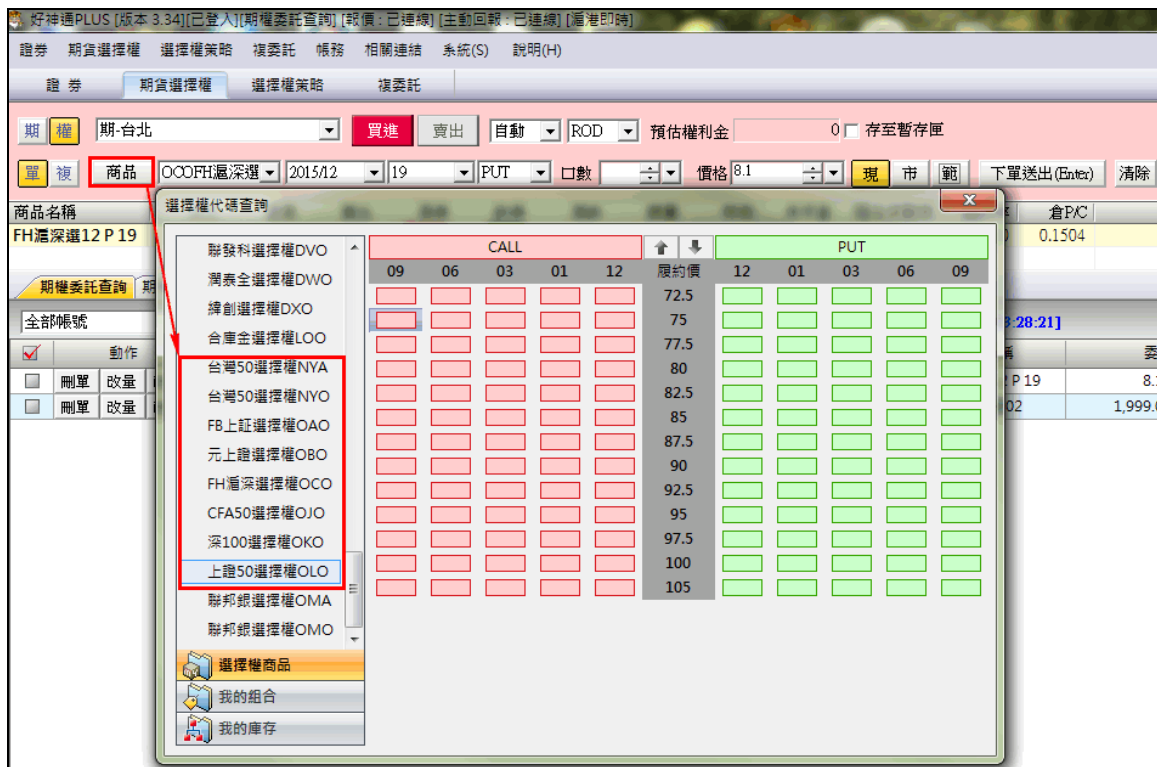 好神通PLUS [版本 3.34][已登入][期權委託查詢] [報價 : 已連線] [主動回報 : 已連線] [滬港即時]
證券 期貨選擇權 選擇權策略 複委託 帳務 相關連結 系統(S) 說明(H)
證 券 期貨選擇權 選擇權策略 複委託
期 權 期-台北 買進 賣出 自動 ROD 預估權利金 0 存至暫存匣
單 複 商品 OCOFH滬深選 2015/12 19 PUT 口數 價格 8.1 現 市 範 下單送出(Enter) 清除
商品名稱 選擇權代碼查詢 倉P/C
FH滬深選12 P 19 0.1504
期權委託查詢 期
全部帳號 3:28:21]
動作 委
刪單 改量 P 19 8.
刪單 改量 02 1,999.0
聯發科選擇權DVO
潤泰全選擇權DWO
緯創選擇權DXO
合庫金選擇權LOO
台灣50選擇權NYA
台灣50選擇權NYO
FB上証選擇權OAO
元上證選擇權OBO
FH滬深選擇權OCO
CFA50選擇權OJO
深100選擇權OKO
上證50選擇權OLO
聯邦銀選擇權OMA
聯邦銀選擇權OMO
選擇權商品
我的組合
我的庫存
CALL PUT
09 06 03 01 12 履約價 12 01 03 06 09
72.5
75
77.5
80
82.5
85
87.5
90
92.5
95
97.5
100
105